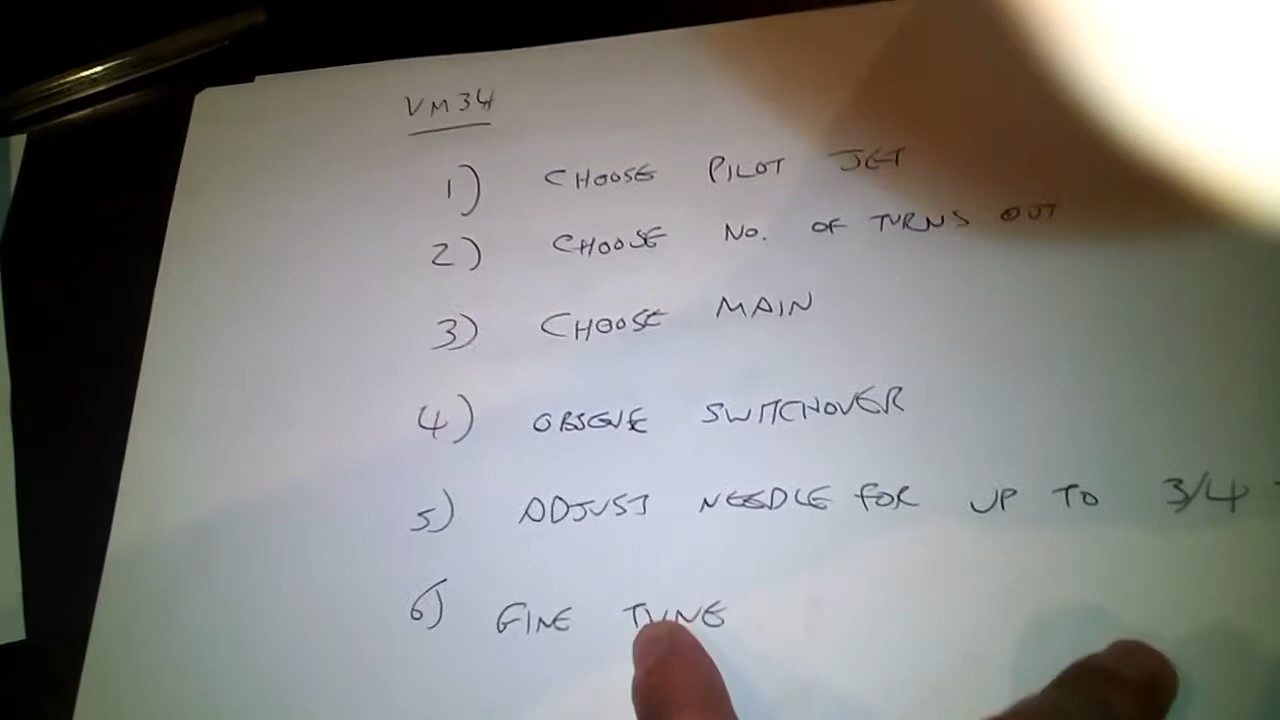 VM34
1) CHOOSE PILOT JET
2) CHOOSE No. OF TURNS OUT
3) CHOOSE MAIN
4) OBSERVE SWITCHOVER
5) ADJUST NEEDLE FOR UP TO 3/4
6) FINE TUNE